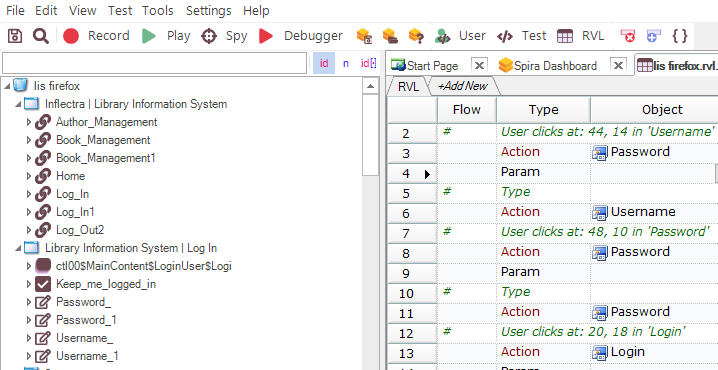 File Edit View Test Tools Settings Help
Record Play Spy Debugger User Test RVL
id n id[·]
Start Page Spira Dashboard lis firefox.rvl.
lis firefox
Inflectra | Library Information System
Author_Management
Book_Management
Book_Management1
Home
Log_In
Log_In1
Log_Out2
Library Information System | Log In
ctl00$MainContent$LoginUser$Logi
Keep_me_logged_in
Password_
Password_1
Username_
Username_1
RVL +Add New
Flow Type Object
2 # User clicks at: 44, 14 in 'Username'
3 Action Password
4 Param
5 # Type
6 Action Username
7 # User clicks at: 48, 10 in 'Password'
8 Action Password
9 Param
10 # Type
11 Action Password
12 # User clicks at: 20, 18 in 'Login'
13 Action Login
Param